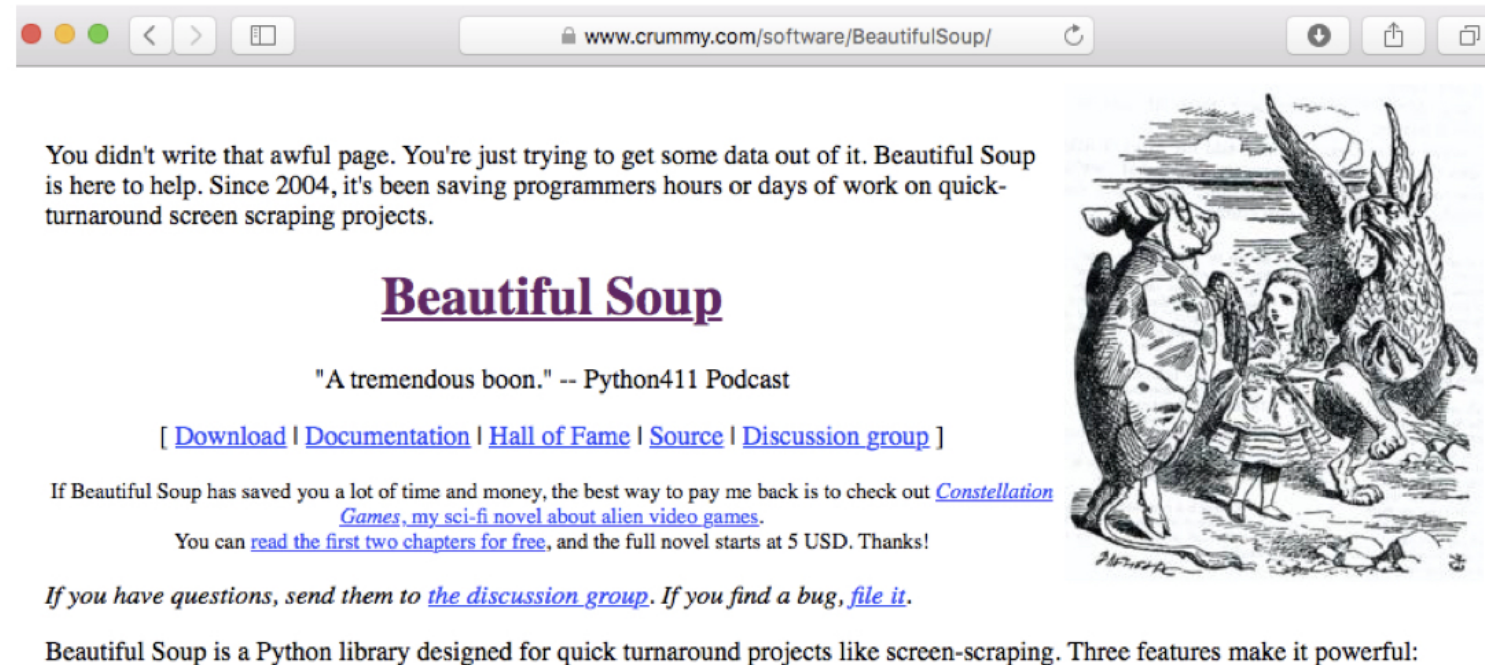 www.crummy.com/software/BeautifulSoup/
You didn't write that awful page. You're just trying to get some data out of it. Beautiful Soup
is here to help. Since 2004, it's been saving programmers hours or days of work on quick-
turnaround screen scraping projects.
Beautiful Soup
"A tremendous boon." -- Python411 Podcast
[ Download | Documentation | Hall of Fame | Source | Discussion group ]
If Beautiful Soup has saved you a lot of time and money, the best way to pay me back is to check out Constellation
Games, my sci-fi novel about alien video games.
You can read the first two chapters for free, and the full novel starts at 5 USD. Thanks!
If you have questions, send them to the discussion group. If you find a bug, file it.
Beautiful Soup is a Python library designed for quick turnaround projects like screen-scraping. Three features make it powerful: